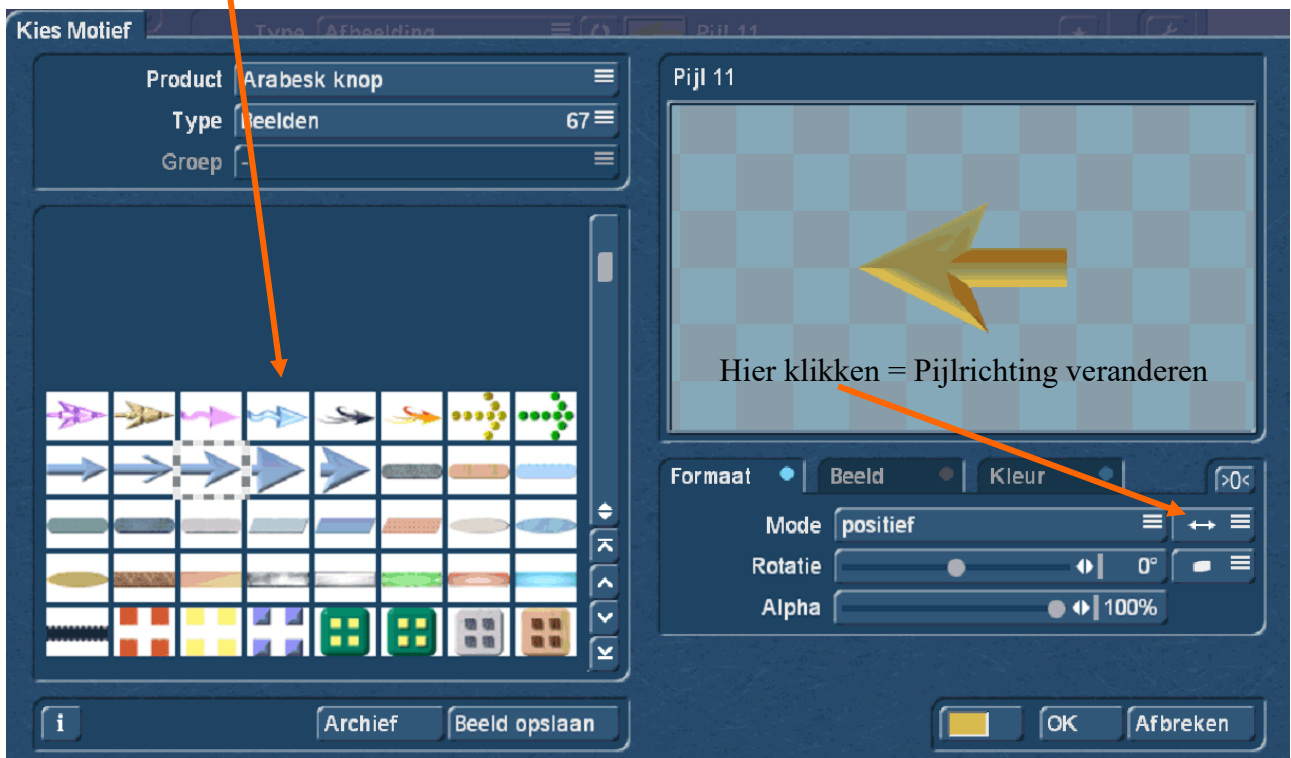 Kies Motief
Type Afbeelding Pijl 11
Product Arabesk knop
Type Beelden 67
Groep -
Pijl 11
Hier klikken = Pijlrichting veranderen
Formaat Beeld Kleur >0<
Mode positief
Rotatie 0°
Alpha 100%
i Archief Beeld opslaan
OK Afbreken